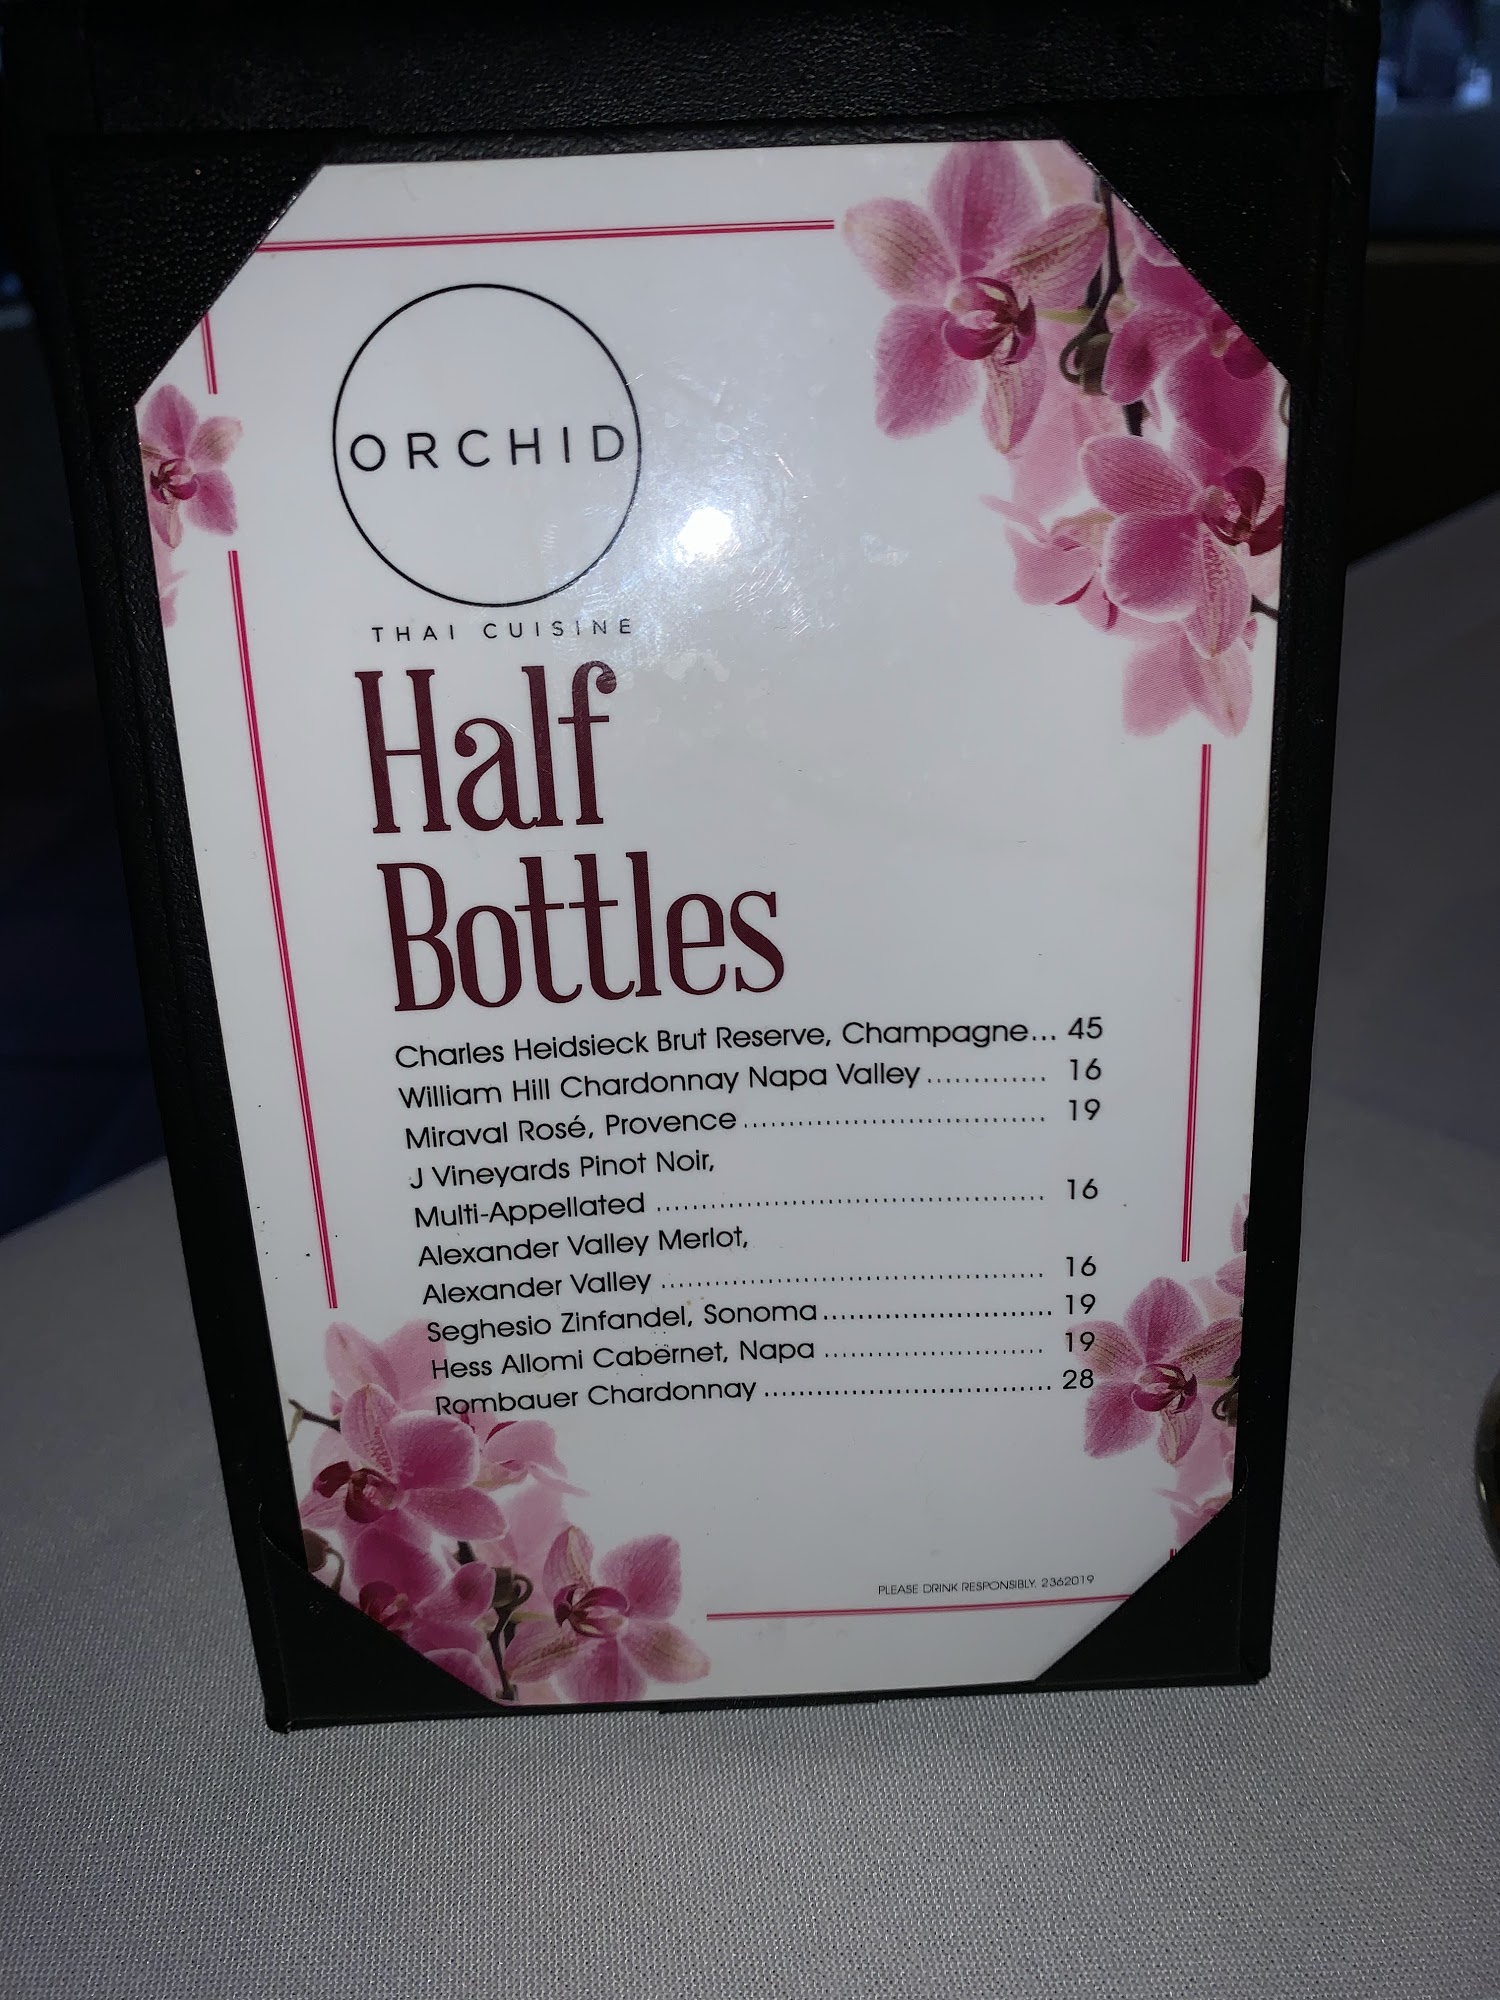 ORCHID
THAI CUISINE
Half
Bottles
Charles Heidsieck Brut Reserve, Champagne... 45
William Hill Chardonnay Napa Valley ............. 16
Miraval Rosé, Provence .................................. 19
J Vineyards Pinot Noir,
Multi-Appellated ............................................ 16
Alexander Valley Merlot,
Alexander Valley ........................................... 16
Seghesio Zinfandel, Sonoma .......................... 19
Hess Allomi Cabernet, Napa ......................... 19
Rombauer Chardonnay ................................. 28
PLEASE DRINK RESPONSIBLY. 2362019